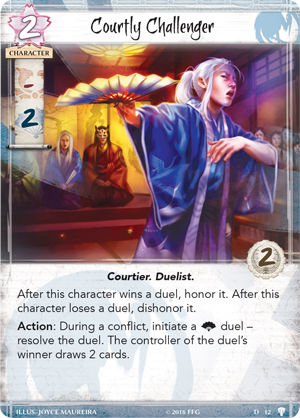 2
Courtly Challenger
CHARACTER
2
2
Courtier. Duelist.
After this character wins a duel, honor it. After this
character loses a duel, dishonor it.
Action: During a conflict, initiate a duel –
resolve the duel. The controller of the duel's
winner draws 2 cards.
ILLUS. JOYCE MAUREIRA
© 2018 FFG
D 12